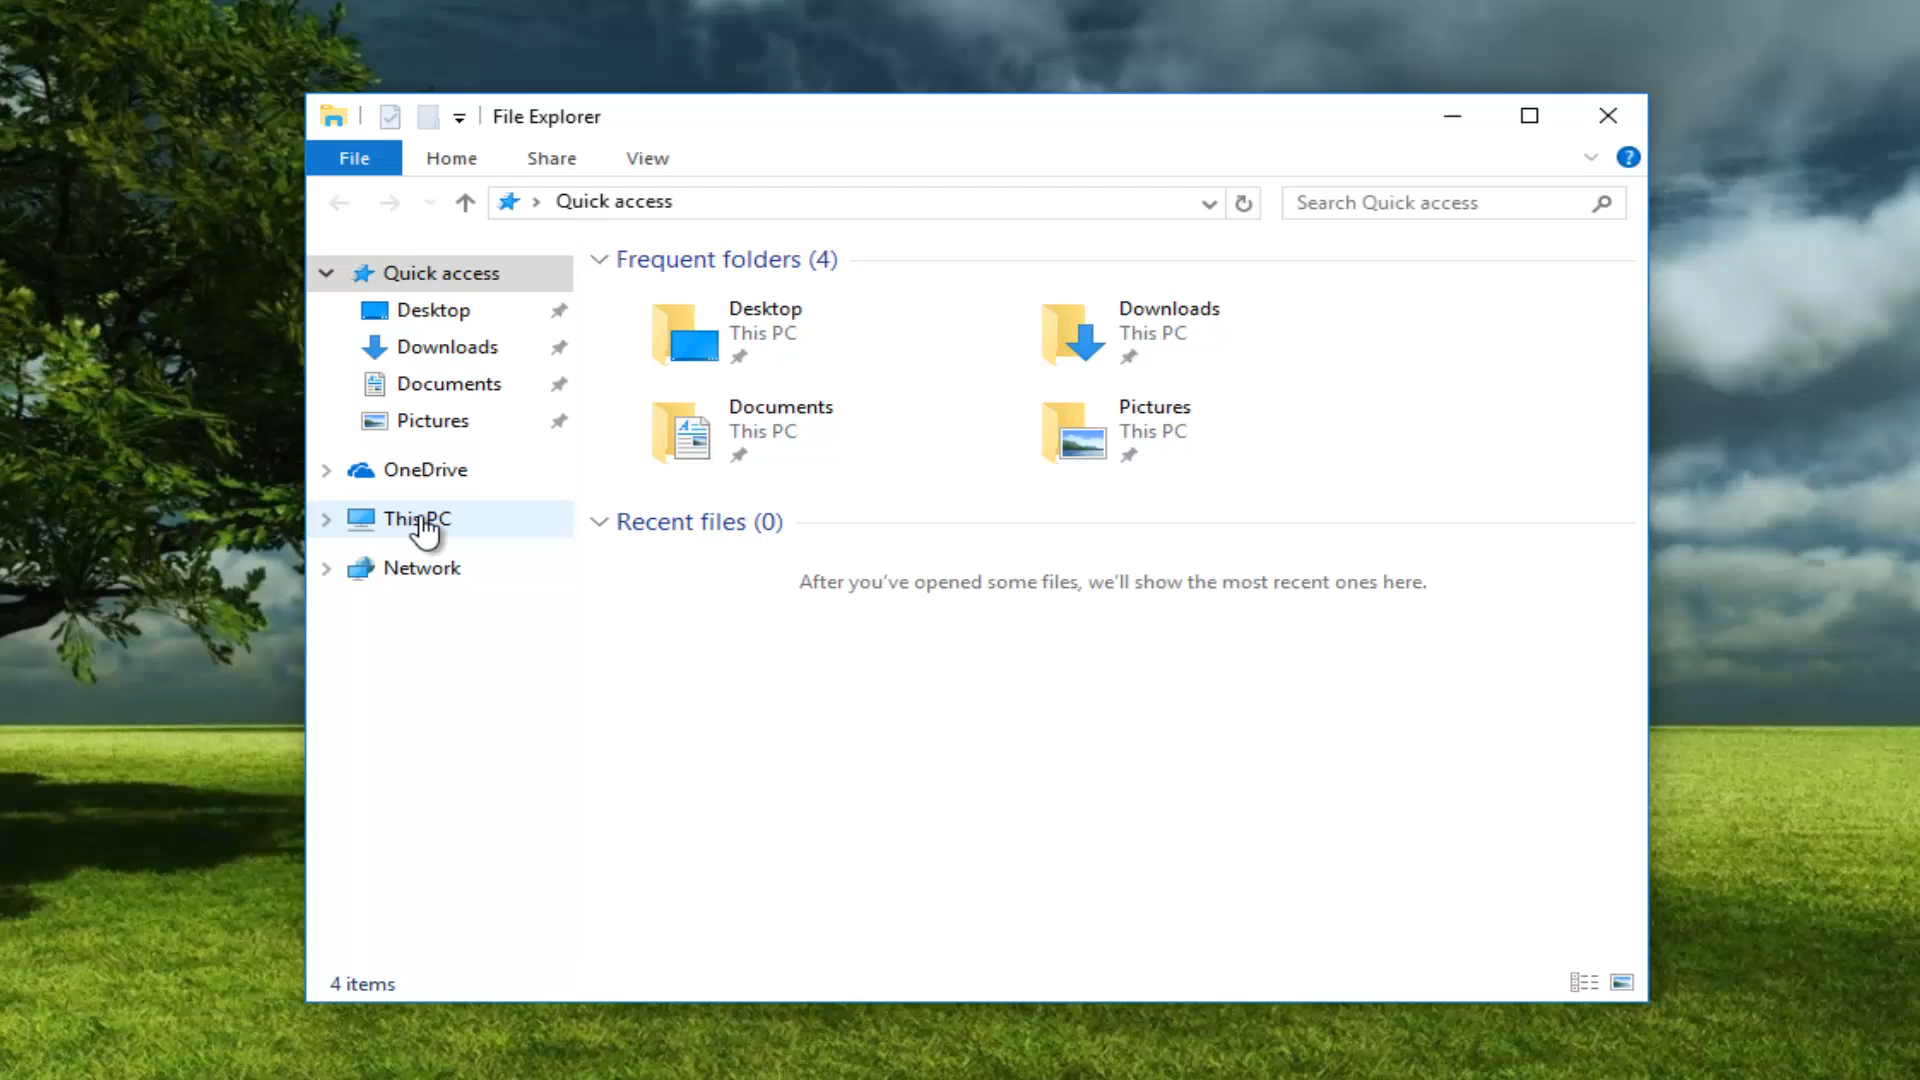 File Explorer
File Home Share View
?
Quick access
Search Quick access
Quick access
Desktop
Downloads
Documents
Pictures
OneDrive
This PC
Network
Frequent folders (4)
Desktop
This PC
Downloads
This PC
Documents
This PC
Pictures
This PC
Recent files (0)
After you've opened some files, we'll show the most recent ones here.
4 items